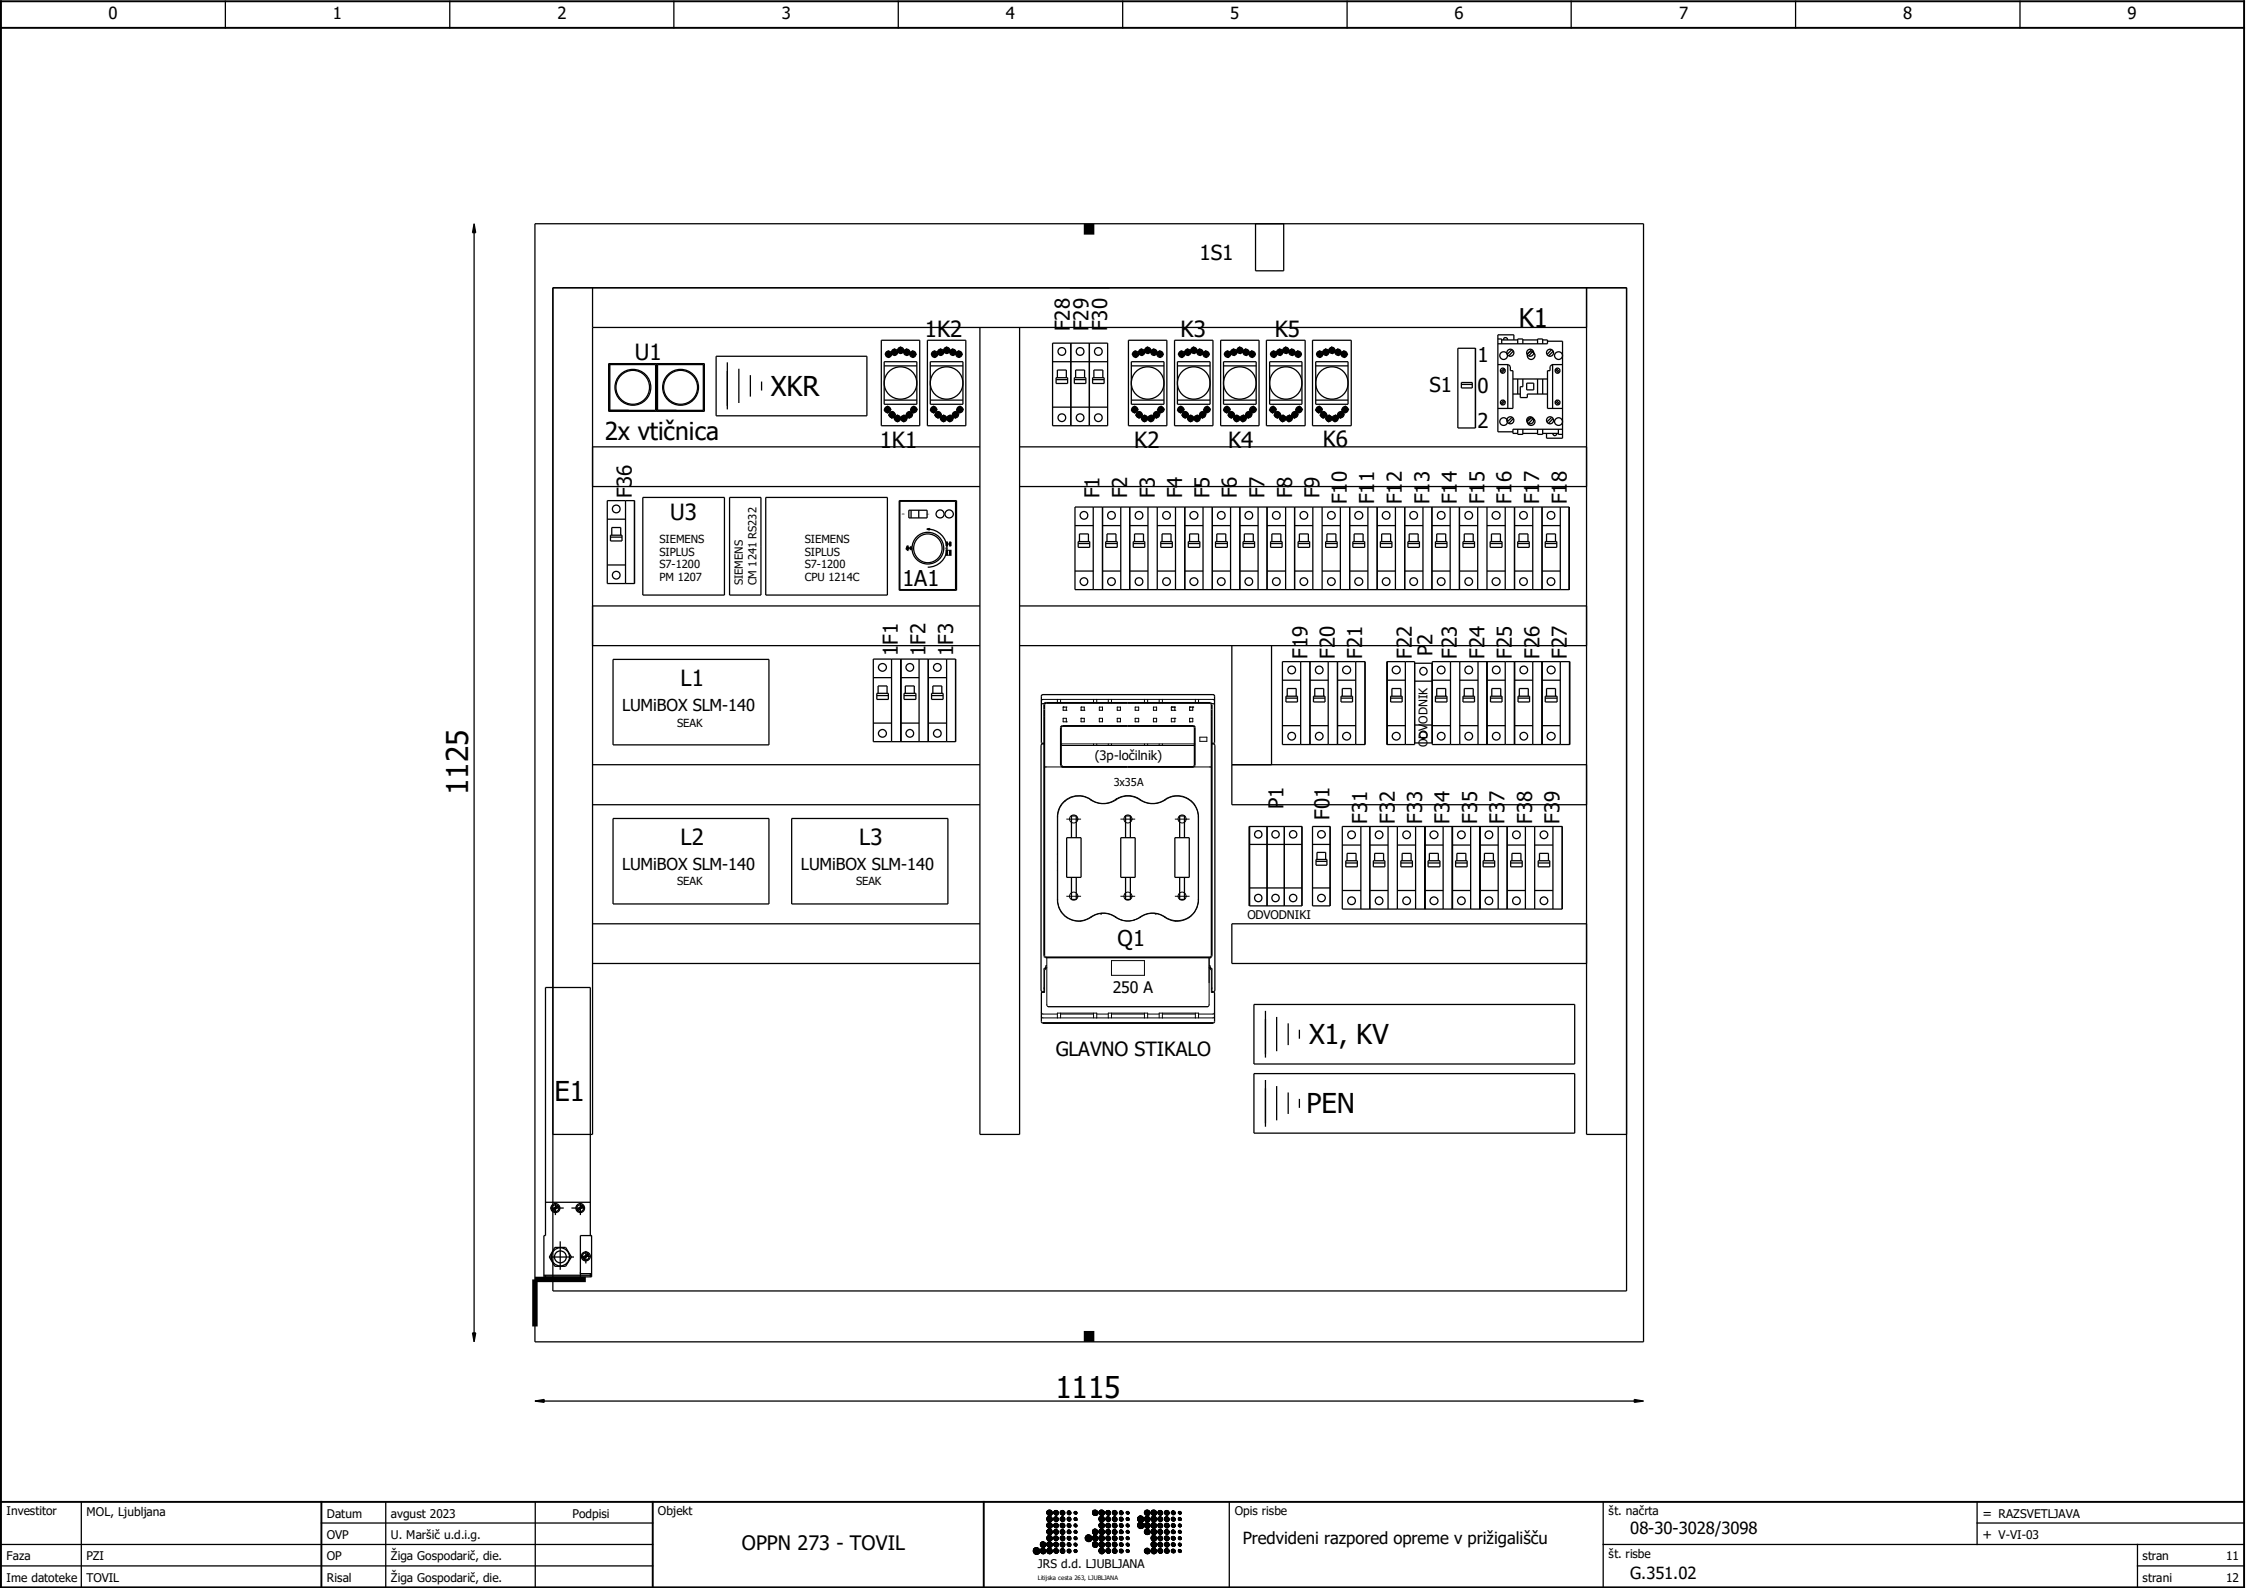 0 1 2 3 4 5 6 7 8 9
1S1
F28 F29 F30
1K2 K3 K5 K1
U1
XKR
S1 1 0 2
2x vtičnica
1K1 K2 K4 K6
F36
F1 F2 F3 F4 F5 F6 F7 F8 F9 F10 F11 F12 F13 F14 F15 F16 F17 F18
U3
SIEMENS
SIPLUS
S7-1200
PM 1207
SIEMENS
CM 1241 RS232
SIEMENS
SIPLUS
S7-1200
CPU 1214C
1A1
1F1 1F2 1F3
F19 F20 F21 F22 P2 F23 F24 F25 F26 F27
ODVODNIK
L1
LUMiBOX SLM-140
SEAK
1125
(3p-ločilnik)
3x35A
P1 F01 F31 F32 F33 F34 F35 F37 F38 F39
L2
LUMiBOX SLM-140
SEAK
L3
LUMiBOX SLM-140
SEAK
ODVODNIKI
Q1
250 A
GLAVNO STIKALO
X1, KV
PEN
E1
1115
Investitor MOL, Ljubljana
Faza PZI
Ime datoteke TOVIL
Datum avgust 2023 Podpisi
OVP U. Maršič u.d.i.g.
OP Žiga Gospodarič, die.
Risal Žiga Gospodarič, die.
Objekt
OPPN 273 - TOVIL
JRS
JRS d.d. LJUBLJANA
Litijska cesta 263, LJUBLJANA
Opis risbe
Predvideni razpored opreme v prižigališču
št. načrta
08-30-3028/3098
št. risbe
G.351.02
= RAZSVETLJAVA
+ V-VI-03
stran 11
strani 12